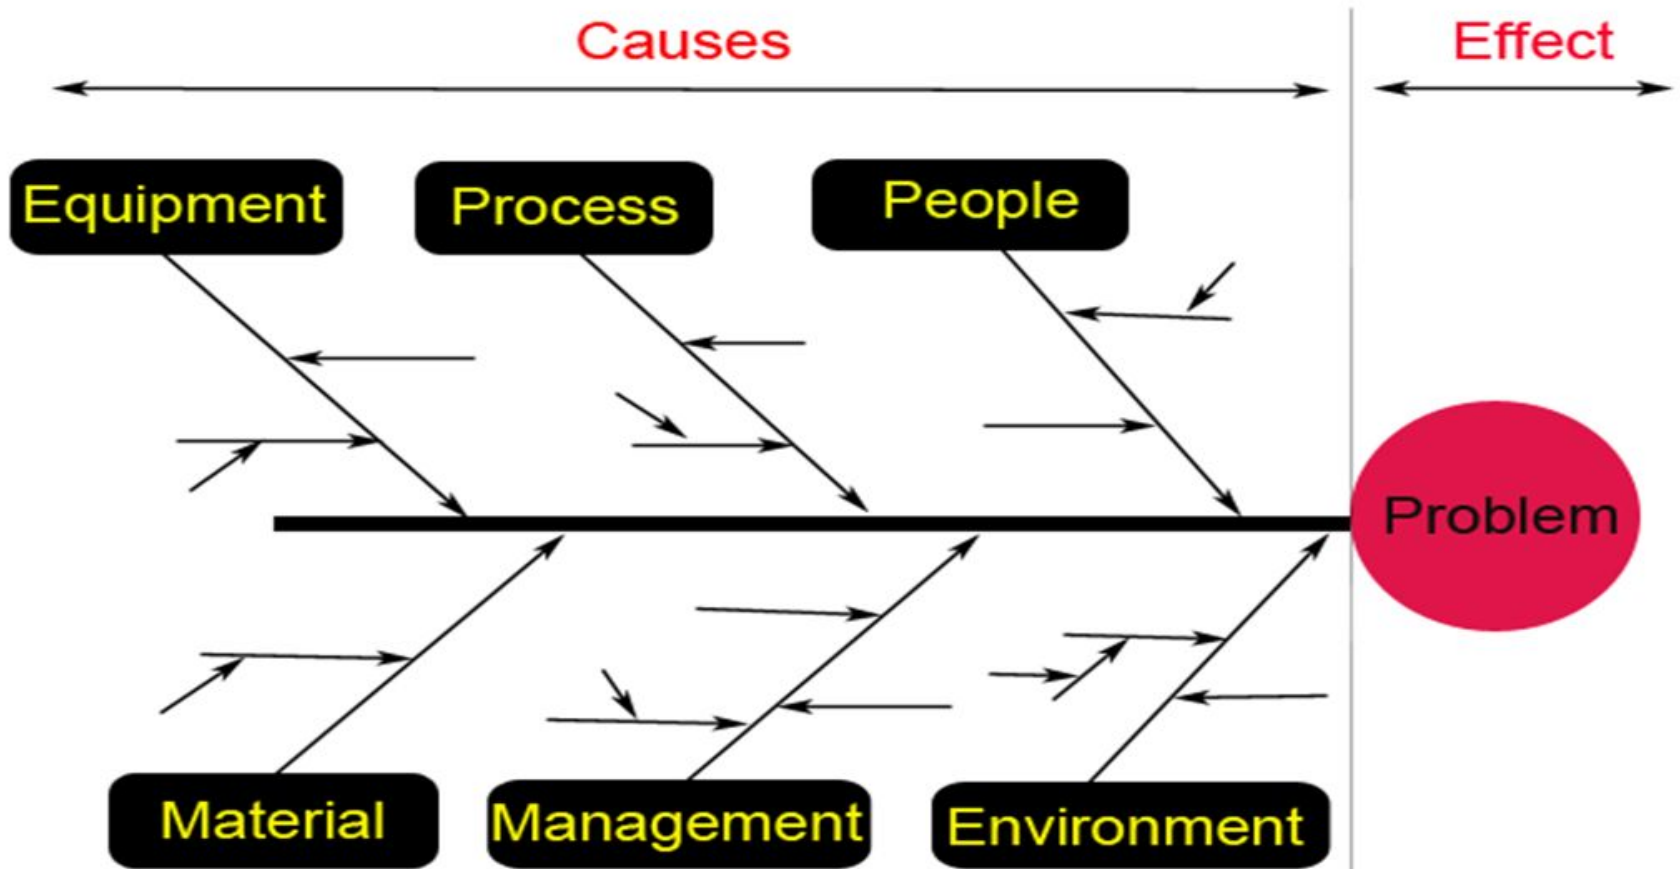 Causes
Effect
Equipment
Process
People
Problem
Material
Management
Environment